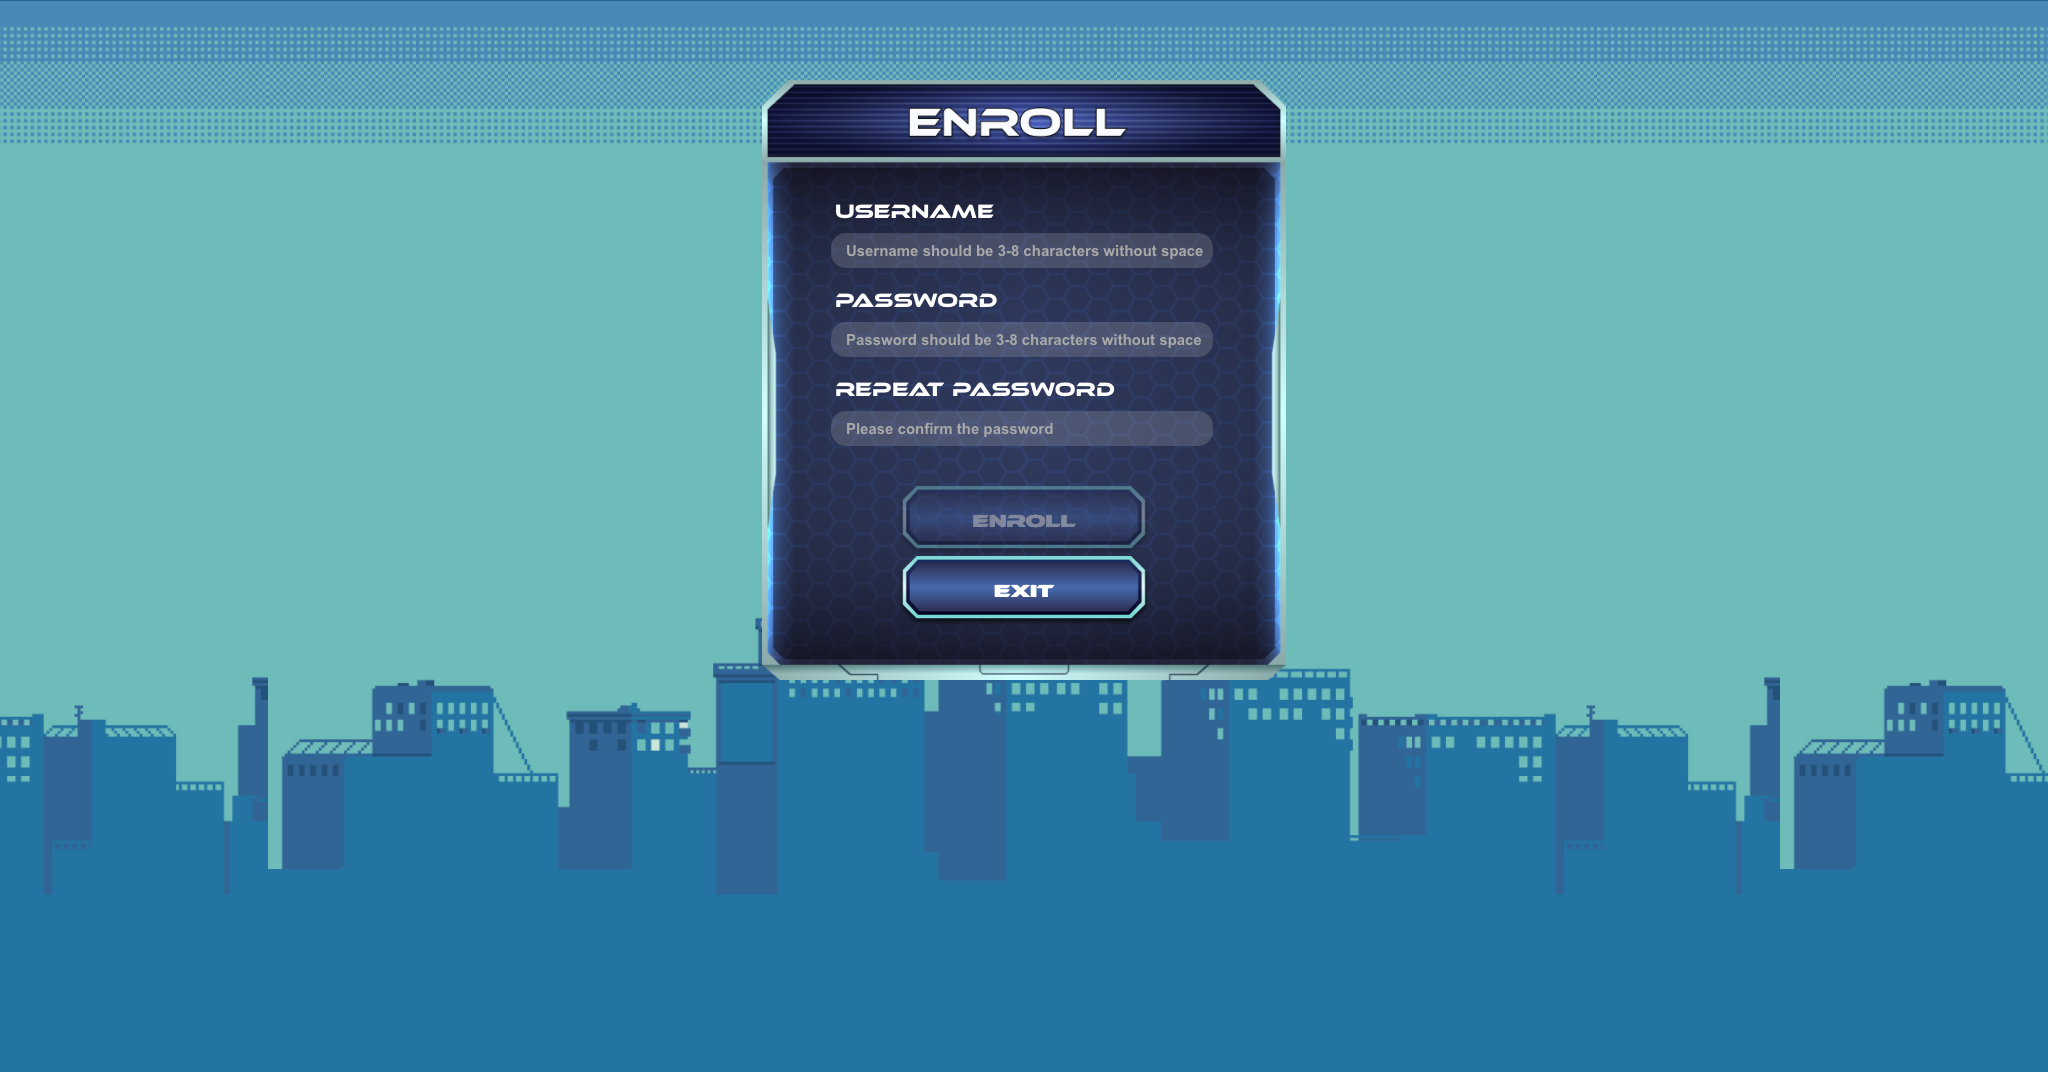 ENROLL
USERNAME
Username should be 3-8 characters without space
PASSWORD
Password should be 3-8 characters without space
REPEAT PASSWORD
Please confirm the password
ENROLL
EXIT